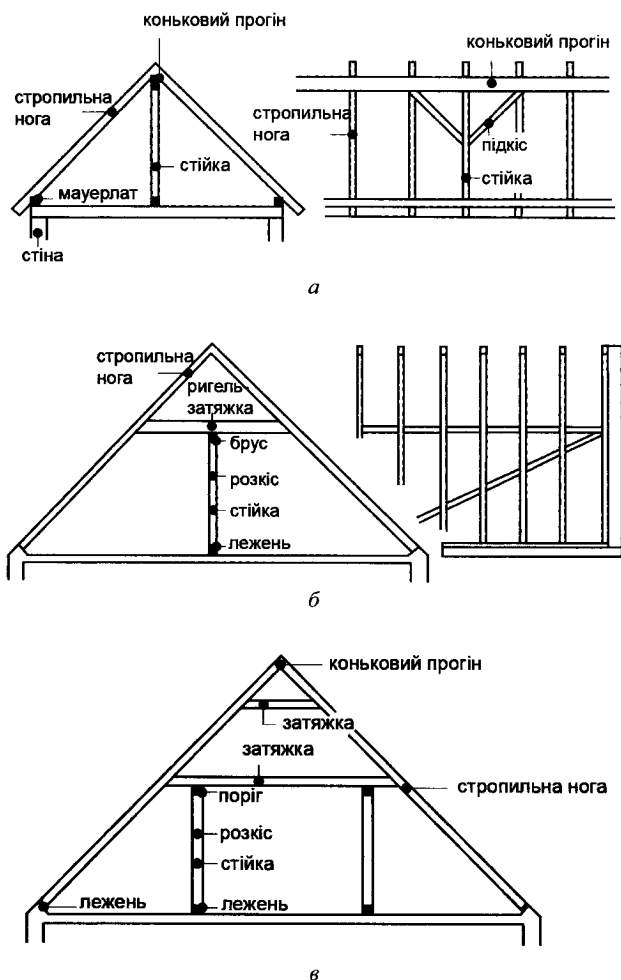 коньковий прогін
коньковий прогін
стропильна
нога
стропильна
нога
підкіс
стійка
стійка
мауерлат
стіна
а
стропильна
нога
ригель-
затяжка
брус
розкіс
стійка
лежень
б
коньковий прогін
затяжка
затяжка
поріг
стропильна нога
розкіс
стійка
лежень
лежень
в